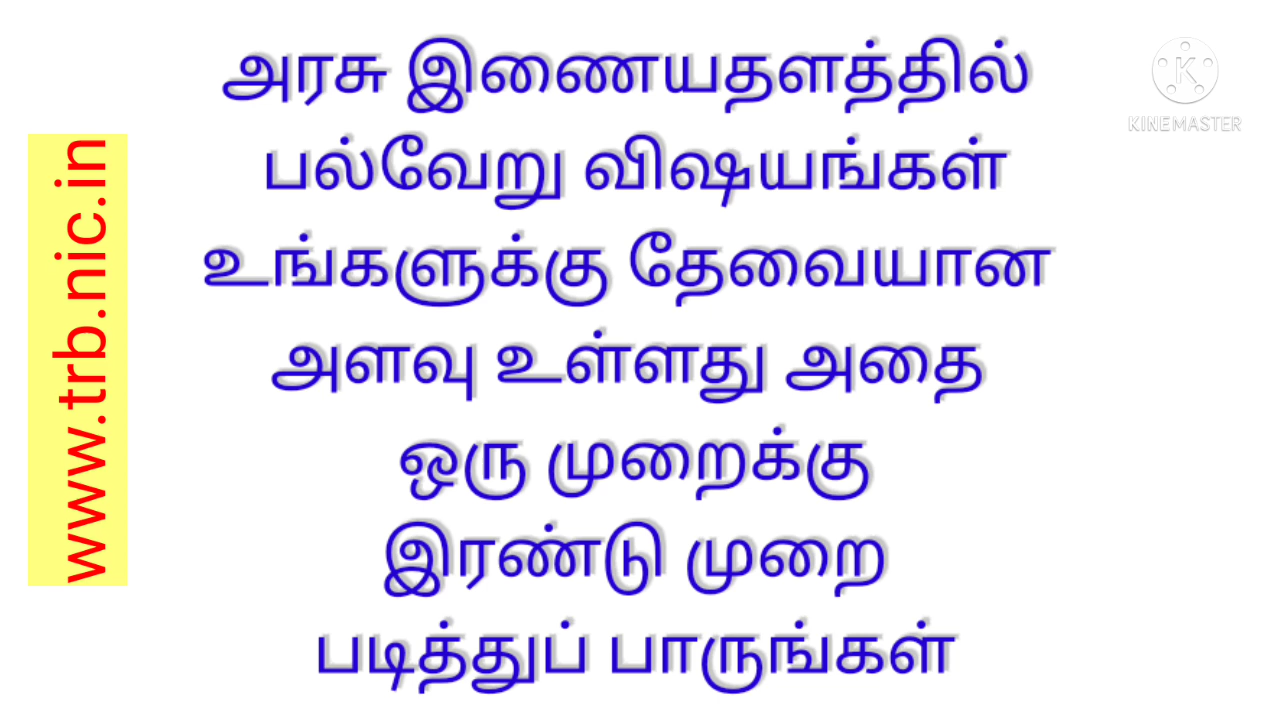 அரசு இணையதளத்தில்
பல்வேறு விஷயங்கள்
உங்களுக்கு தேவையான
அளவு உள்ளது அதை
ஒரு முறைக்கு
இரண்டு முறை
படித்துப் பாருங்கள்
www.trb.nic.in
K
KINEMASTER